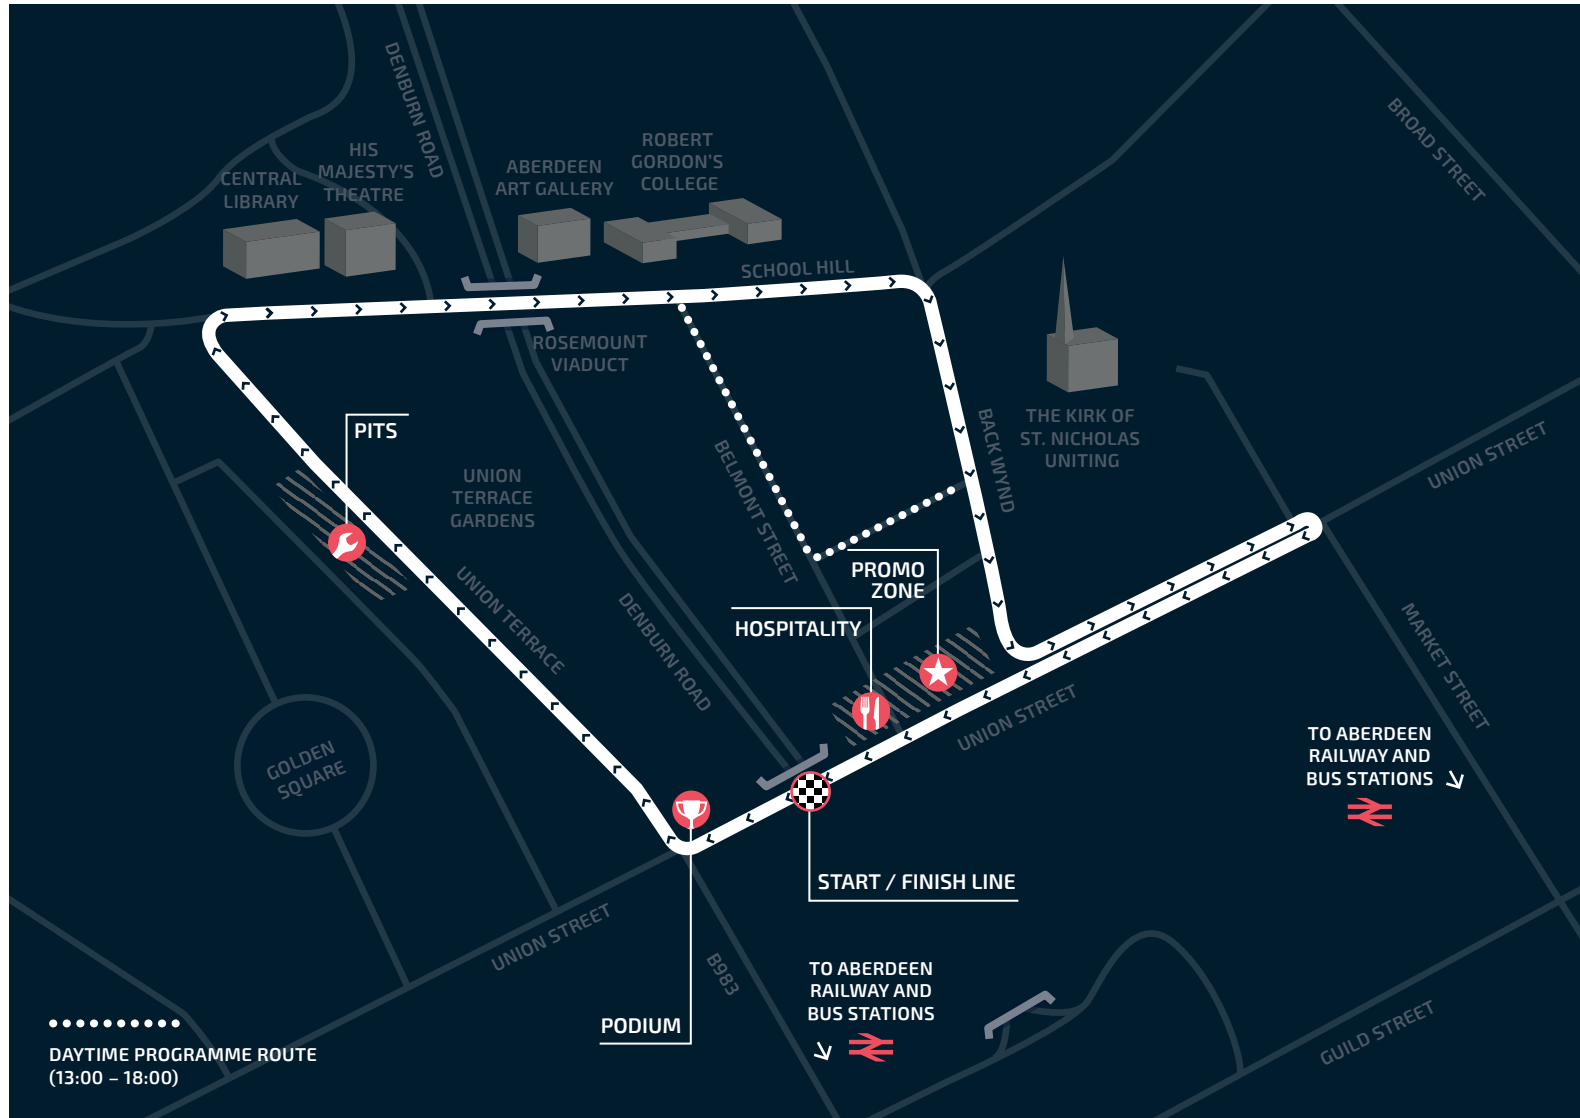 DENBURN ROAD
BROAD STREET
HIS
MAJESTY'S
THEATRE
CENTRAL
LIBRARY
ABERDEEN
ART GALLERY
ROBERT
GORDON'S
COLLEGE
SCHOOL HILL
ROSEMOUNT
VIADUCT
PITS
UNION
TERRACE
GARDENS
BELMONT STREET
BACK WYND
THE KIRK OF
ST. NICHOLAS
UNITING
UNION STREET
PROMO
ZONE
HOSPITALITY
UNION TERRACE
DENBURN ROAD
MARKET STREET
UNION STREET
GOLDEN
SQUARE
TO ABERDEEN
RAILWAY AND
BUS STATIONS
START / FINISH LINE
UNION STREET
B983
TO ABERDEEN
RAILWAY AND
BUS STATIONS
PODIUM
GUILD STREET
DAYTIME PROGRAMME ROUTE
(13:00 – 18:00)